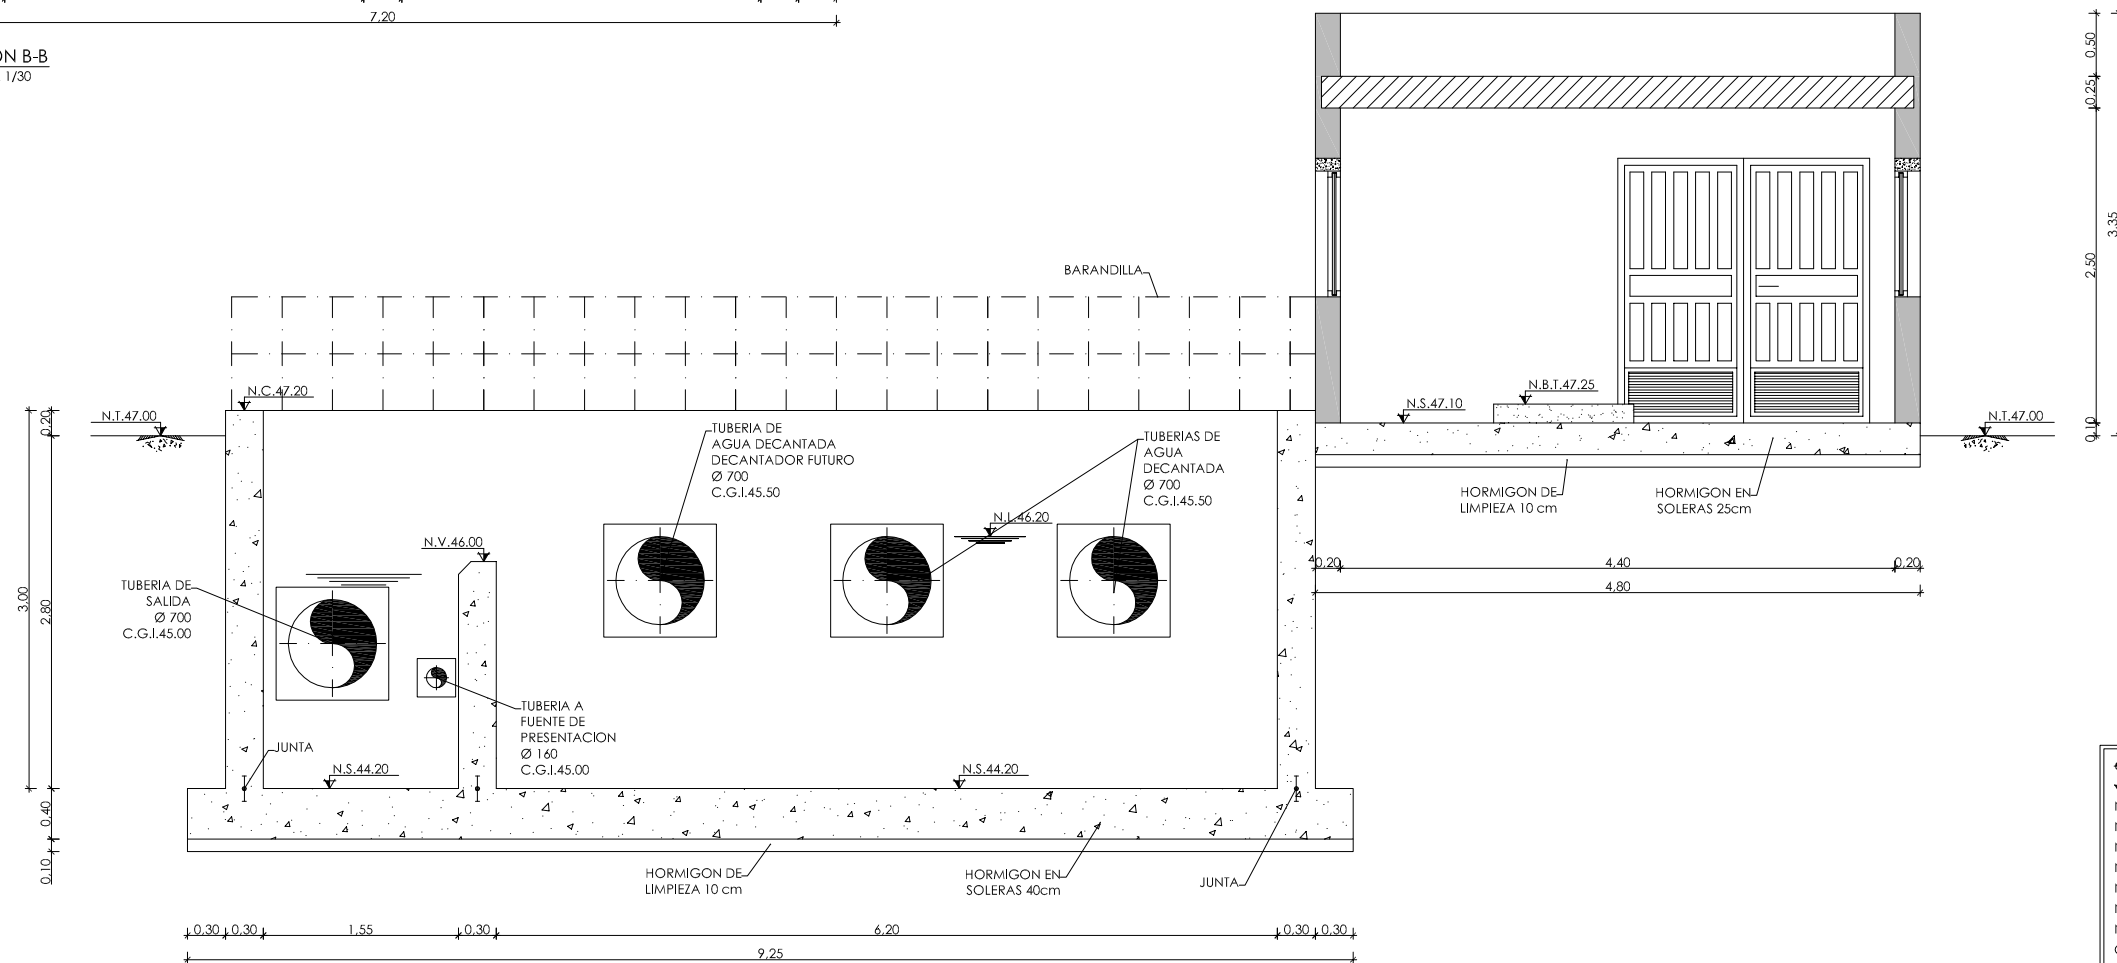 7,20
ON B-B
1/30
0.50
0,25
3,35
2,50
0,10
BARANDILLA
N.C.47.20
N.T.47.00
N.B.T.47.25
N.S.47.10
N.T.47.00
0,20
TUBERIA DE
AGUA DECANTADA
DECANTADOR FUTURO
Ø 700
C.G.I.45.50
TUBERIAS DE
AGUA
DECANTADA
Ø 700
C.G.I.45.50
HORMIGON DE
LIMPIEZA 10 cm
HORMIGON EN
SOLERAS 25cm
N.L.46.20
N.V.46.00
0,20
4,40
0,20
4,80
TUBERIA DE
SALIDA
Ø 700
C.G.I.45.00
3.00
2,80
TUBERIA A
FUENTE DE
PRESENTACION
Ø 160
C.G.I.45.00
JUNTA
N.S.44.20
N.S.44.20
0,40
0,10
HORMIGON DE
LIMPIEZA 10 cm
HORMIGON EN
SOLERAS 40cm
JUNTA
0,30
0,30
1,55
0,30
6,20
0,30
0,30
9,25